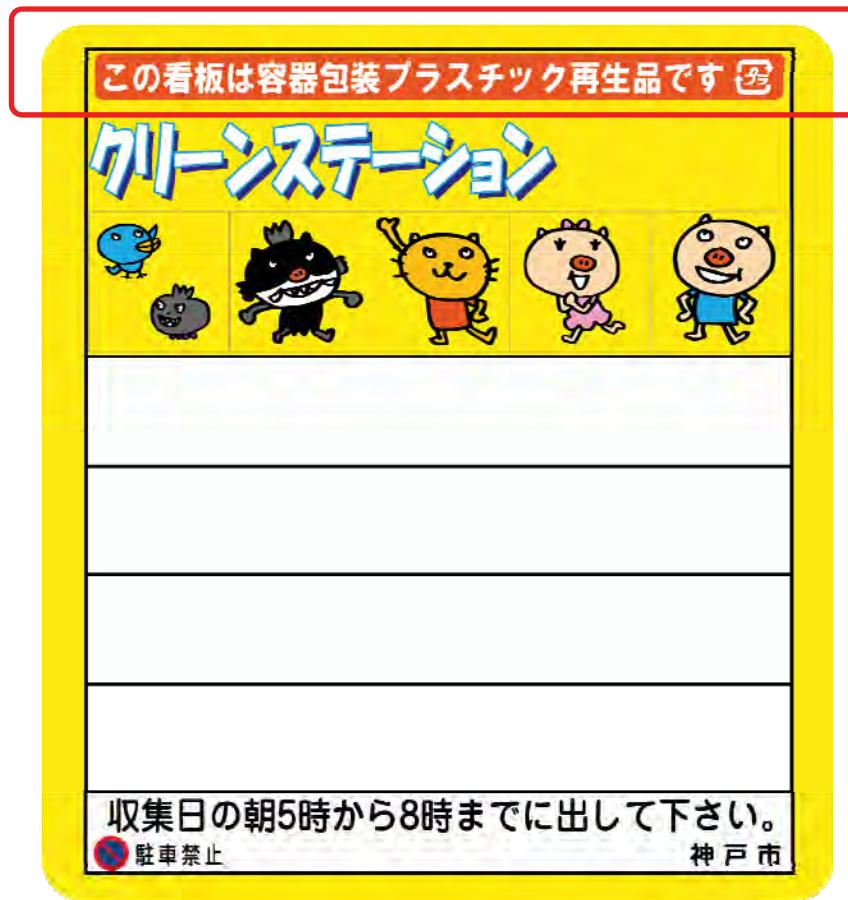 この看板は容器包装プラスチック再生品です プラ
クリーンステーション
収集日の朝5時から8時までに出して下さい。
駐車禁止 神戸市